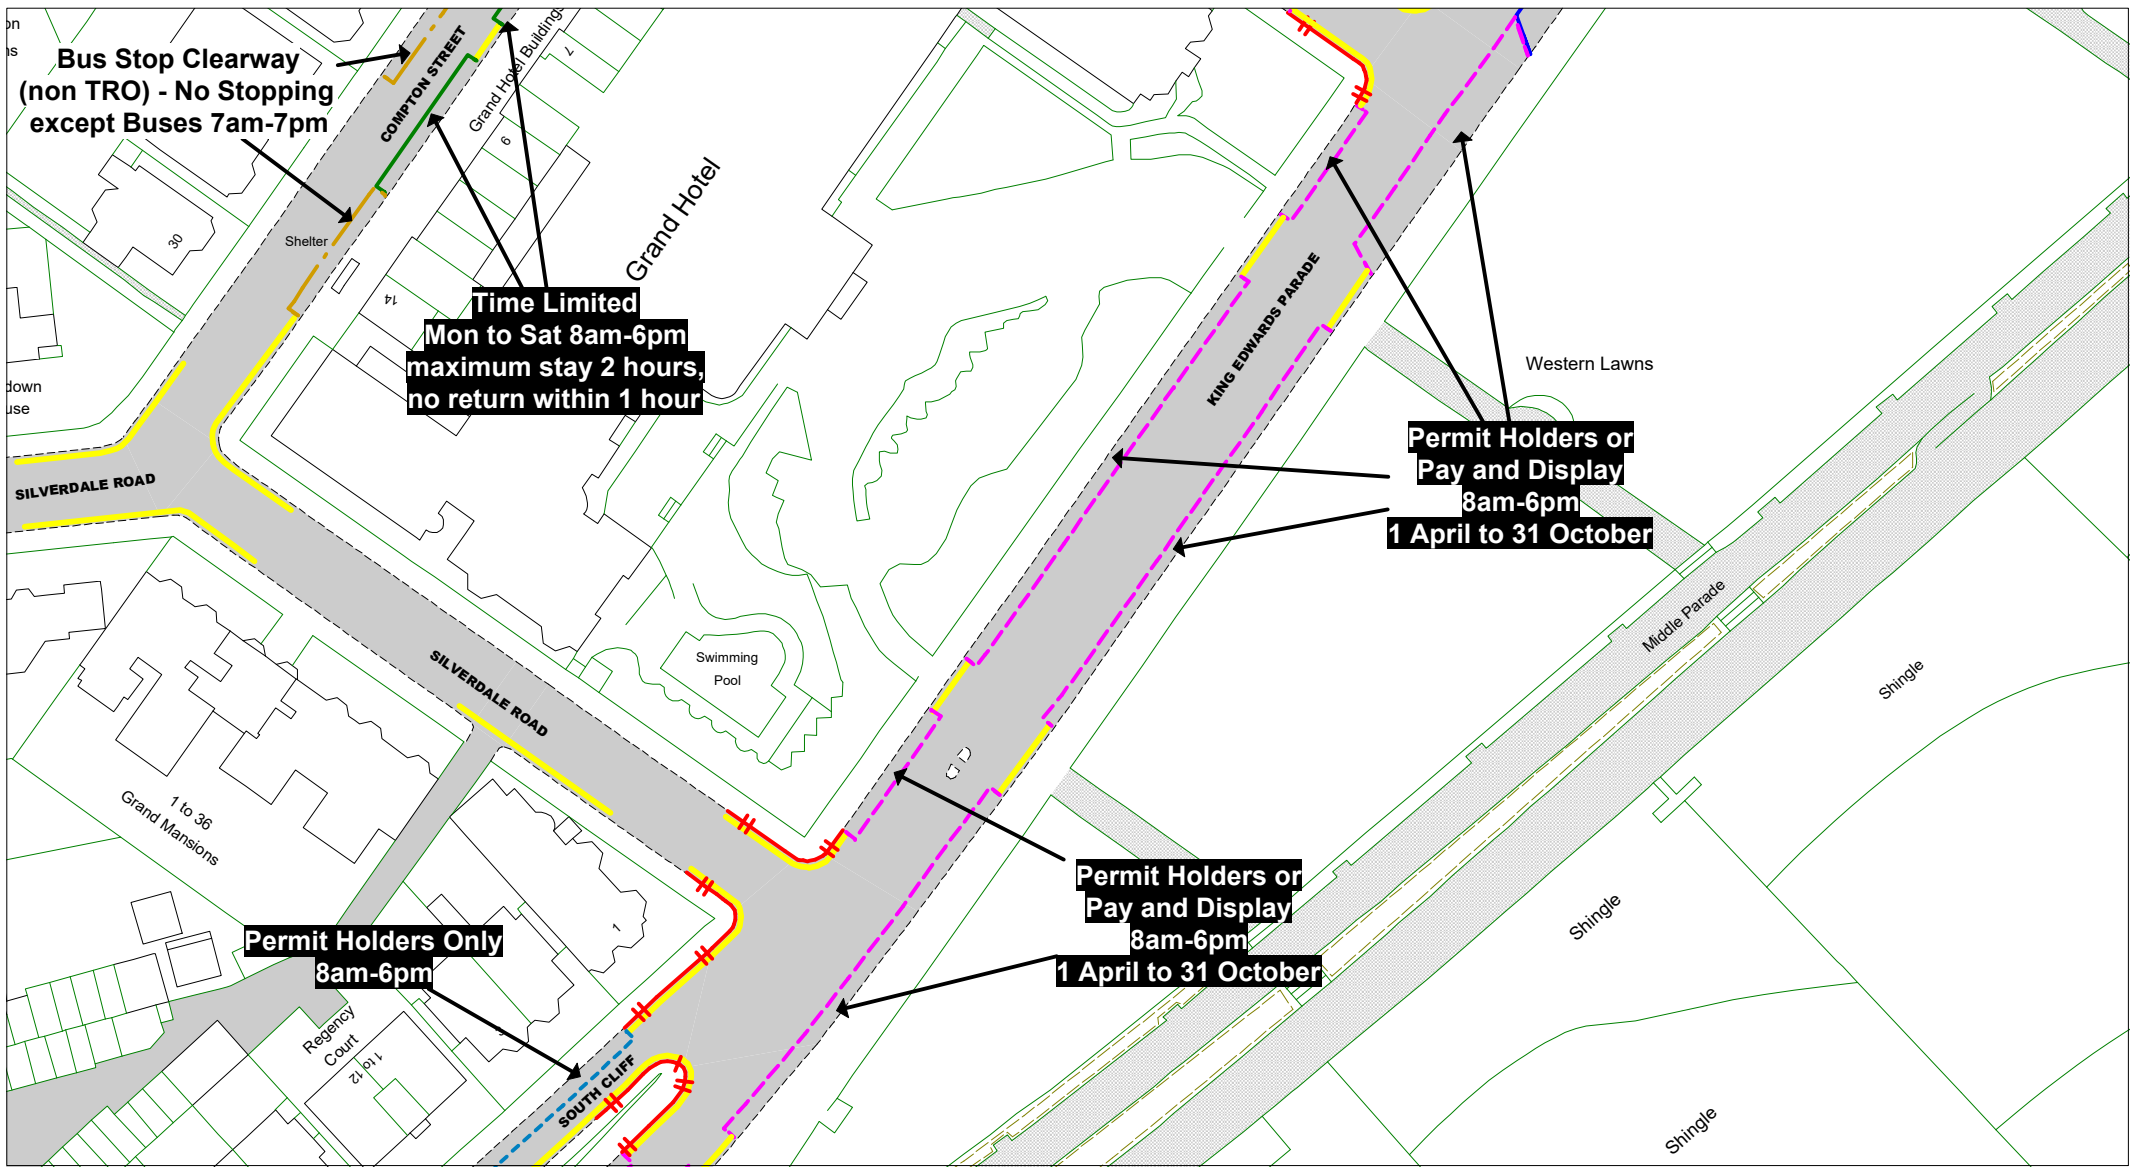 on
ns
Bus Stop Clearway
(non TRO) - No Stopping
except Buses 7am-7pm
COMPTON STREET
Grand Hotel Buildings
7
9
14
30
Shelter
Grand Hotel
Time Limited
Mon to Sat 8am-6pm
maximum stay 2 hours,
no return within 1 hour
down
use
SILVERDALE ROAD
KING EDWARDS PARADE
Western Lawns
Permit Holders or
Pay and Display
8am-6pm
1 April to 31 October
Middle Parade
Shingle
SILVERDALE ROAD
Swimming
Pool
1 to 36
Grand Mansions
1
Permit Holders or
Pay and Display
8am-6pm
1 April to 31 October
Shingle
Permit Holders Only
8am-6pm
Regency
Court
1 to 12
SOUTH CLIFF
Shingle